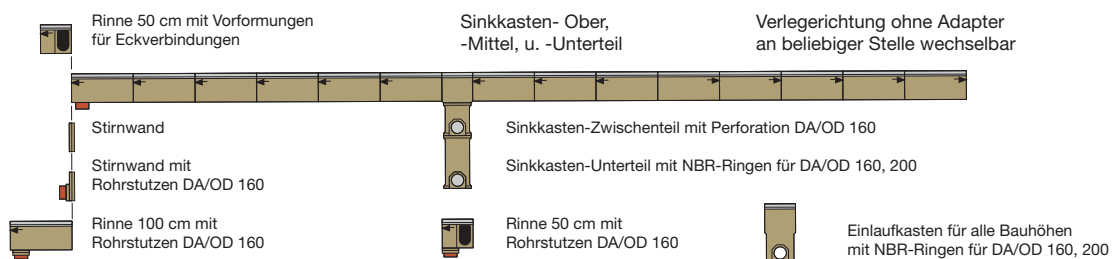 Rinne 50 cm mit Vorformungen
für Eckverbindungen
Sinkkasten- Ober,
-Mittel, u. -Unterteil
Verlegerichtung ohne Adapter
an beliebiger Stelle wechselbar
Stirnwand
Sinkkasten-Zwischenteil mit Perforation DA/OD 160
Stirnwand mit
Rohrstutzen DA/OD 160
Sinkkasten-Unterteil mit NBR-Ringen für DA/OD 160, 200
Rinne 100 cm mit
Rohrstutzen DA/OD 160
Rinne 50 cm mit
Rohrstutzen DA/OD 160
Einlaufkasten für alle Bauhöhen
mit NBR-Ringen für DA/OD 160, 200